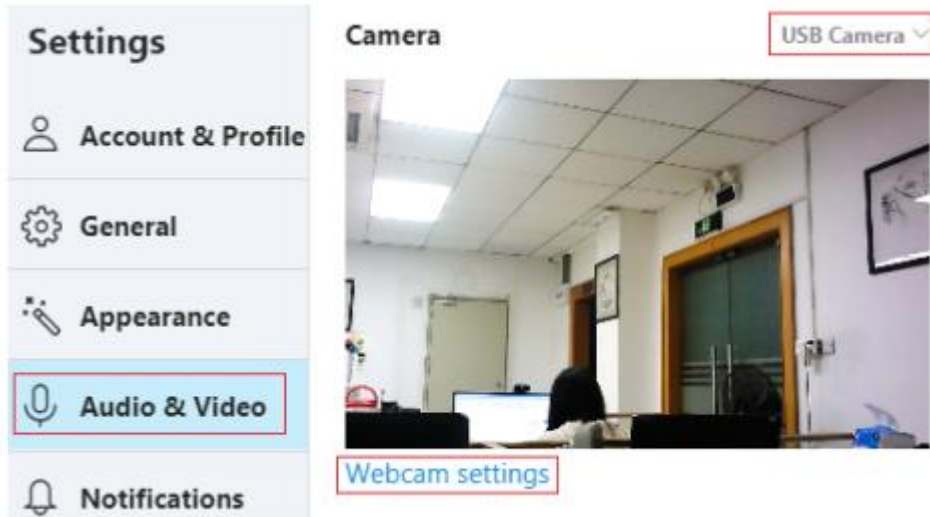 Settings
Account & Profile
General
Appearance
Audio & Video
Notifications
Camera
USB Camera
Webcam settings